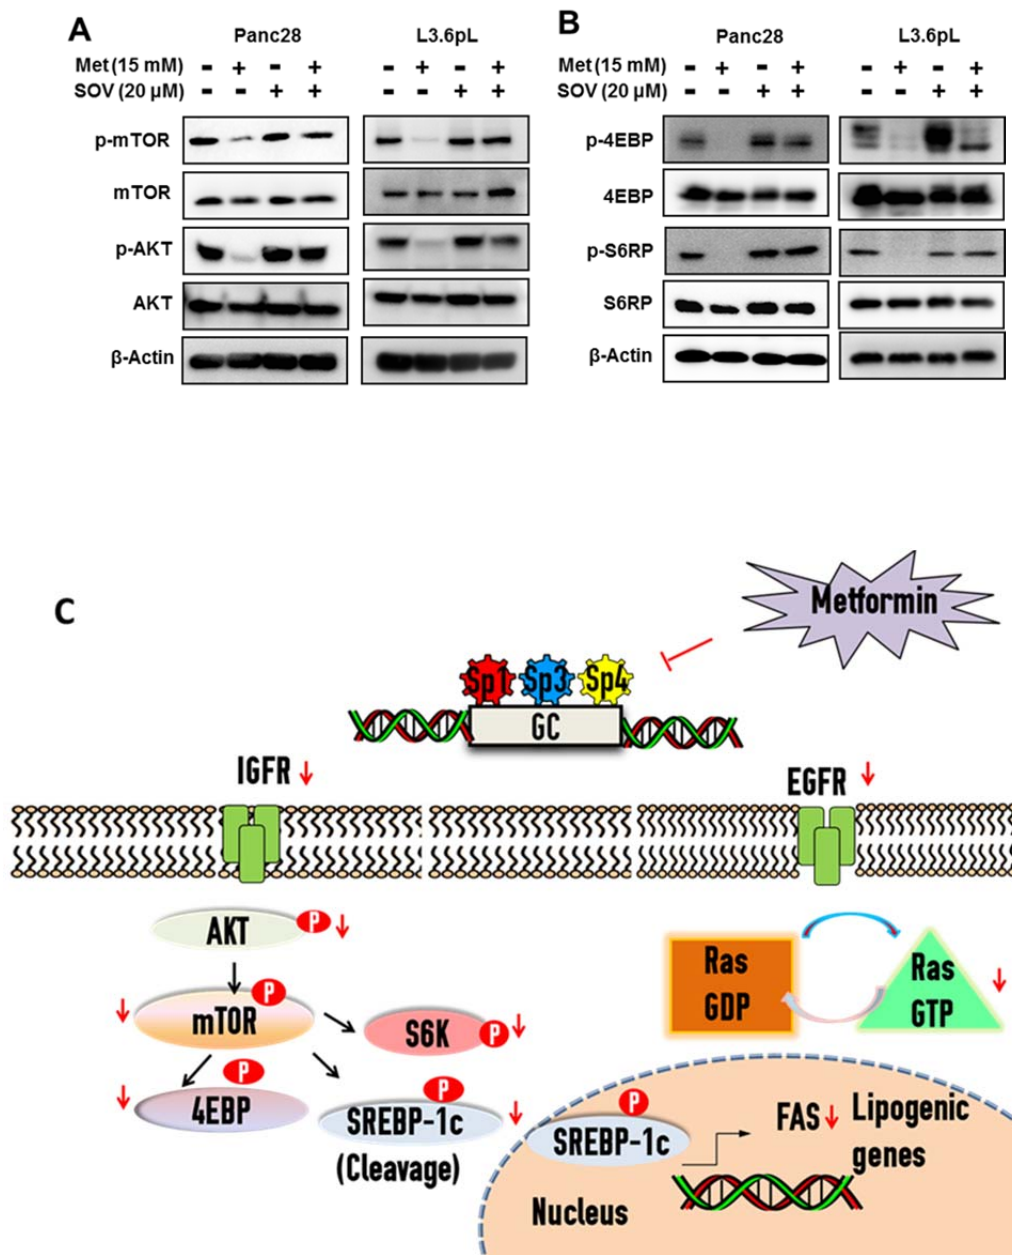 A
Panc28 L3.6pL
Met (15 mM) - + - + - + - +
SOV (20 µM) - - + + - - + +
p-mTOR
mTOR
p-AKT
AKT
β-Actin
B
Panc28 L3.6pL
Met (15 mM) - + - + - + - +
SOV (20 µM) - - + + - - + +
p-4EBP
4EBP
p-S6RP
S6RP
β-Actin
C
Metformin
Sp1 Sp3 Sp4
GC
IGFR ↓
EGFR ↓
AKT P ↓
↓ mTOR P
S6K P ↓
↓ 4EBP P
SREBP-1c P ↓
(Cleavage)
Ras
GDP
Ras
GTP ↓
P
SREBP-1c
FAS ↓ Lipogenic
genes
Nucleus